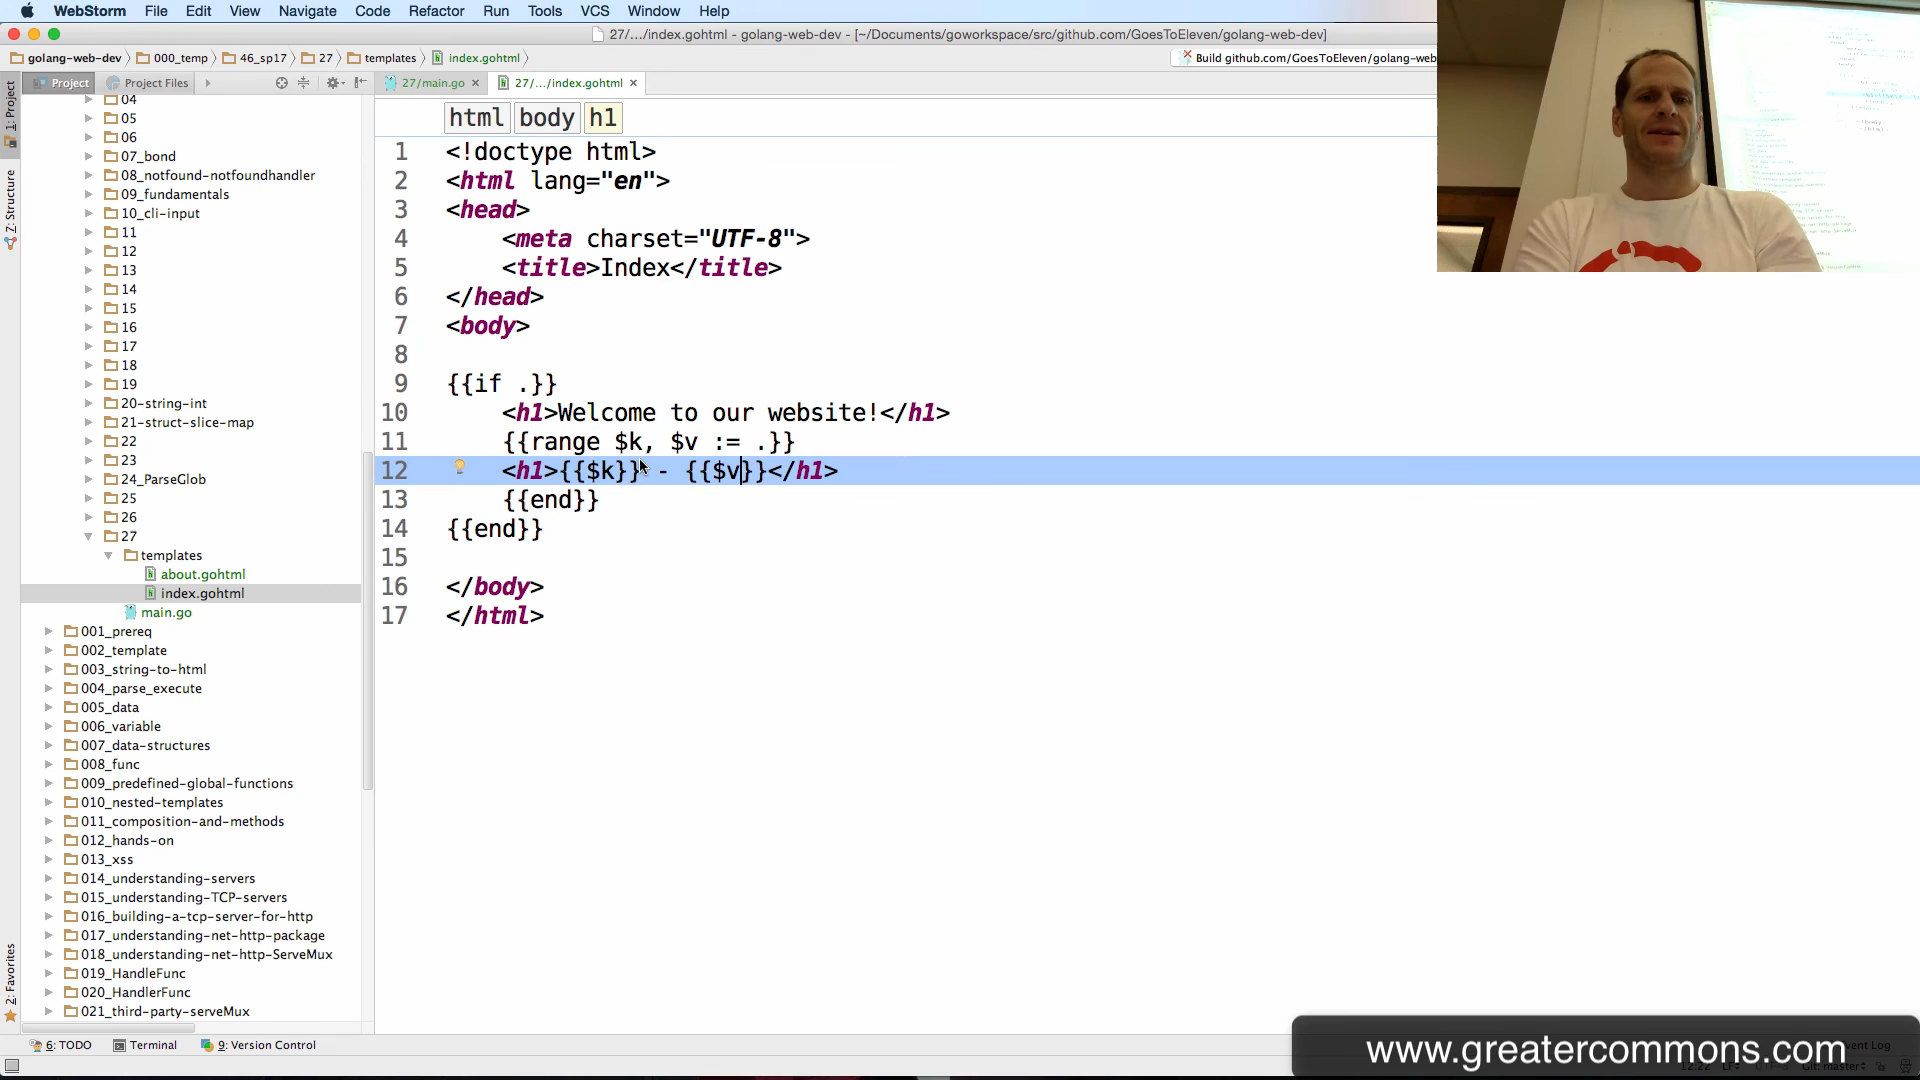 WebStorm File Edit View Navigate Code Refactor Run Tools VCS Window Help
27/.../index.gohtml - golang-web-dev - [~/Documents/goworkspace/src/github.com/GoesToEleven/golang-web-dev]
golang-web-dev 000_temp 46_sp17 27 templates index.gohtml Build github.com/GoesToEleven/golang-web
Project Project Files 27/main.go 27/.../index.gohtml
1: Project
Z: Structure
2: Favorites
04
05
06
07_bond
08_notfound-notfoundhandler
09_fundamentals
10_cli-input
11
12
13
14
15
16
17
18
19
20-string-int
21-struct-slice-map
22
23
24_ParseGlob
25
26
27
templates
about.gohtml
index.gohtml
main.go
001_prereq
002_template
003_string-to-html
004_parse_execute
005_data
006_variable
007_data-structures
008_func
009_predefined-global-functions
010_nested-templates
011_composition-and-methods
012_hands-on
013_xss
014_understanding-servers
015_understanding-TCP-servers
016_building-a-tcp-server-for-http
017_understanding-net-http-package
018_understanding-net-http-ServeMux
019_HandleFunc
020_HandlerFunc
021_third-party-serveMux
html body h1
1 <!doctype html>
2 <html lang="en">
3 <head>
4 <meta charset="UTF-8">
5 <title>Index</title>
6 </head>
7 <body>
8
9 {{if .}}
10 <h1>Welcome to our website!</h1>
11 {{range $k, $v := .}}
12 <h1>{{$k}} - {{$v}}</h1>
13 {{end}}
14 {{end}}
15
16 </body>
17 </html>
6: TODO Terminal 9: Version Control
www.greatercommons.com